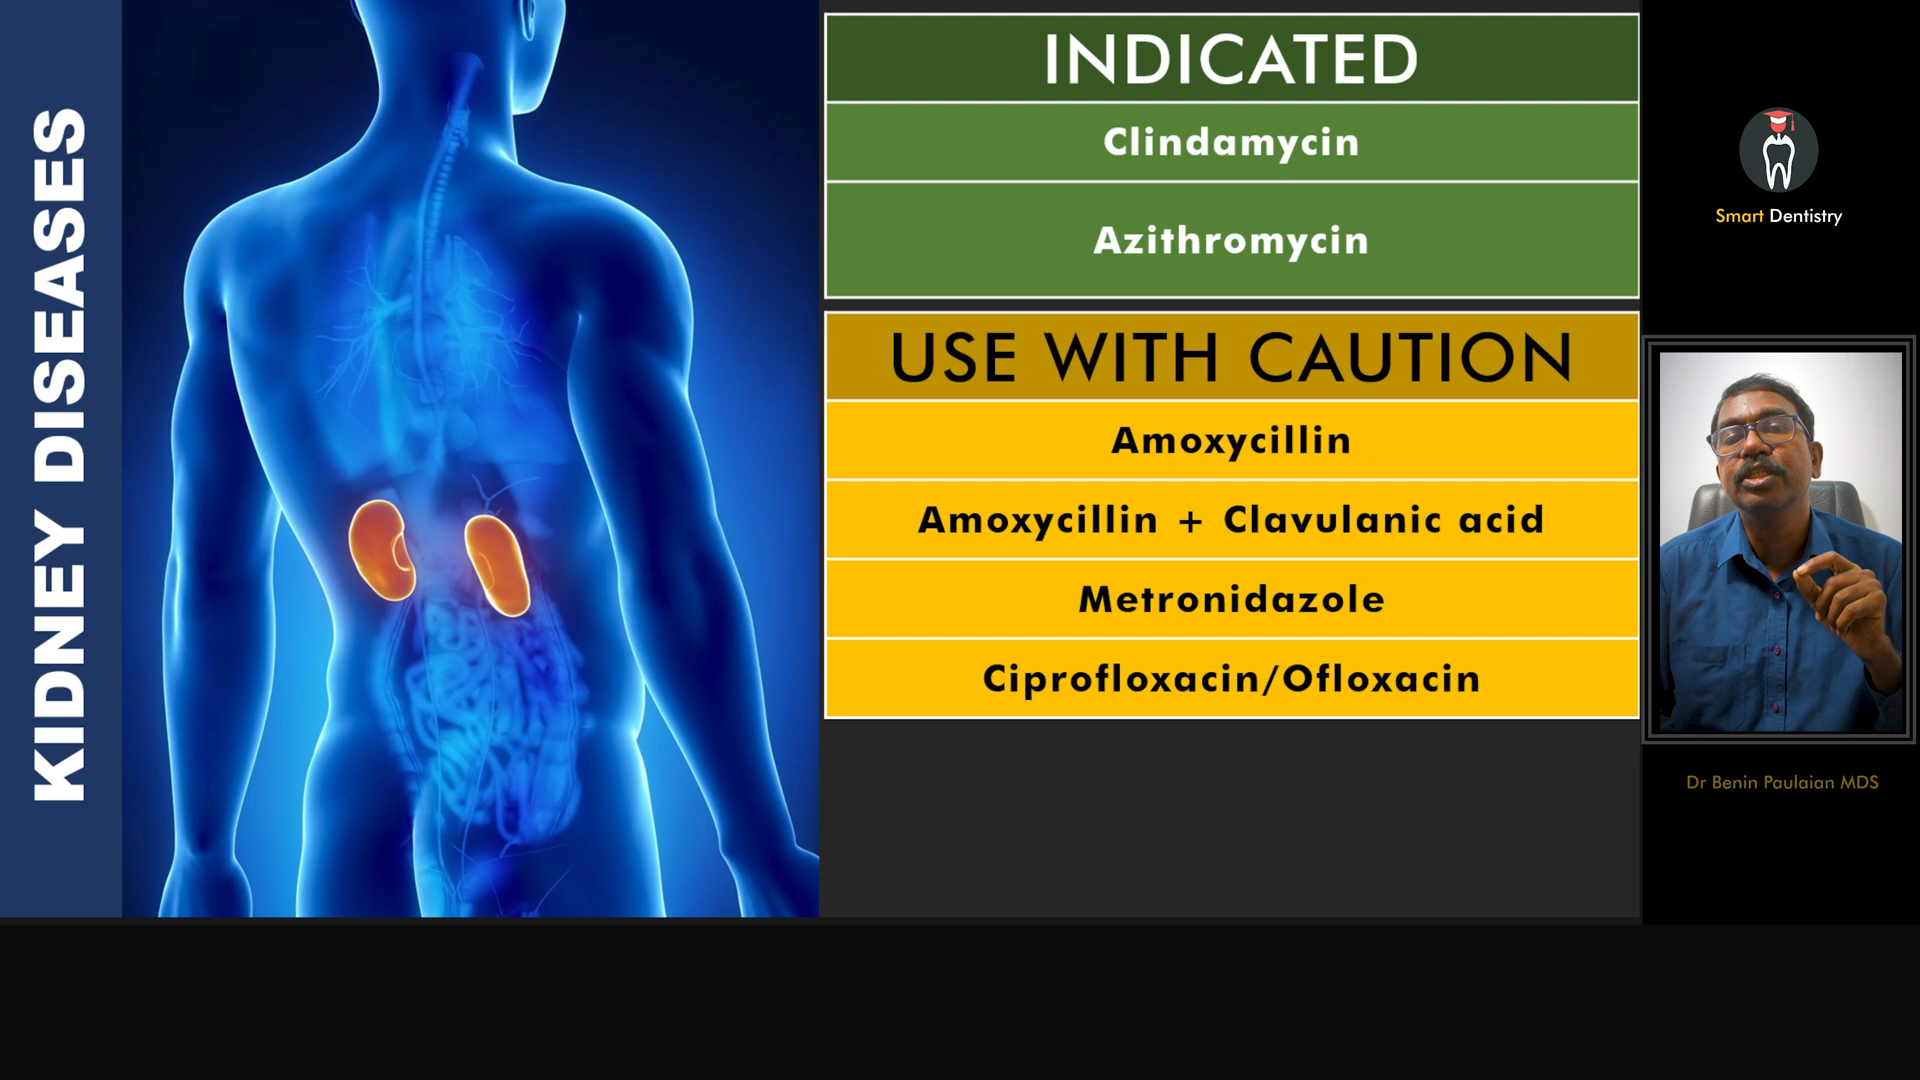 KIDNEY DISEASES
INDICATED
Clindamycin
Azithromycin
USE WITH CAUTION
Amoxycillin
Amoxycillin + Clavulanic acid
Metronidazole
Ciprofloxacin/Ofloxacin
Smart Dentistry
Dr Benin Paulaian MDS